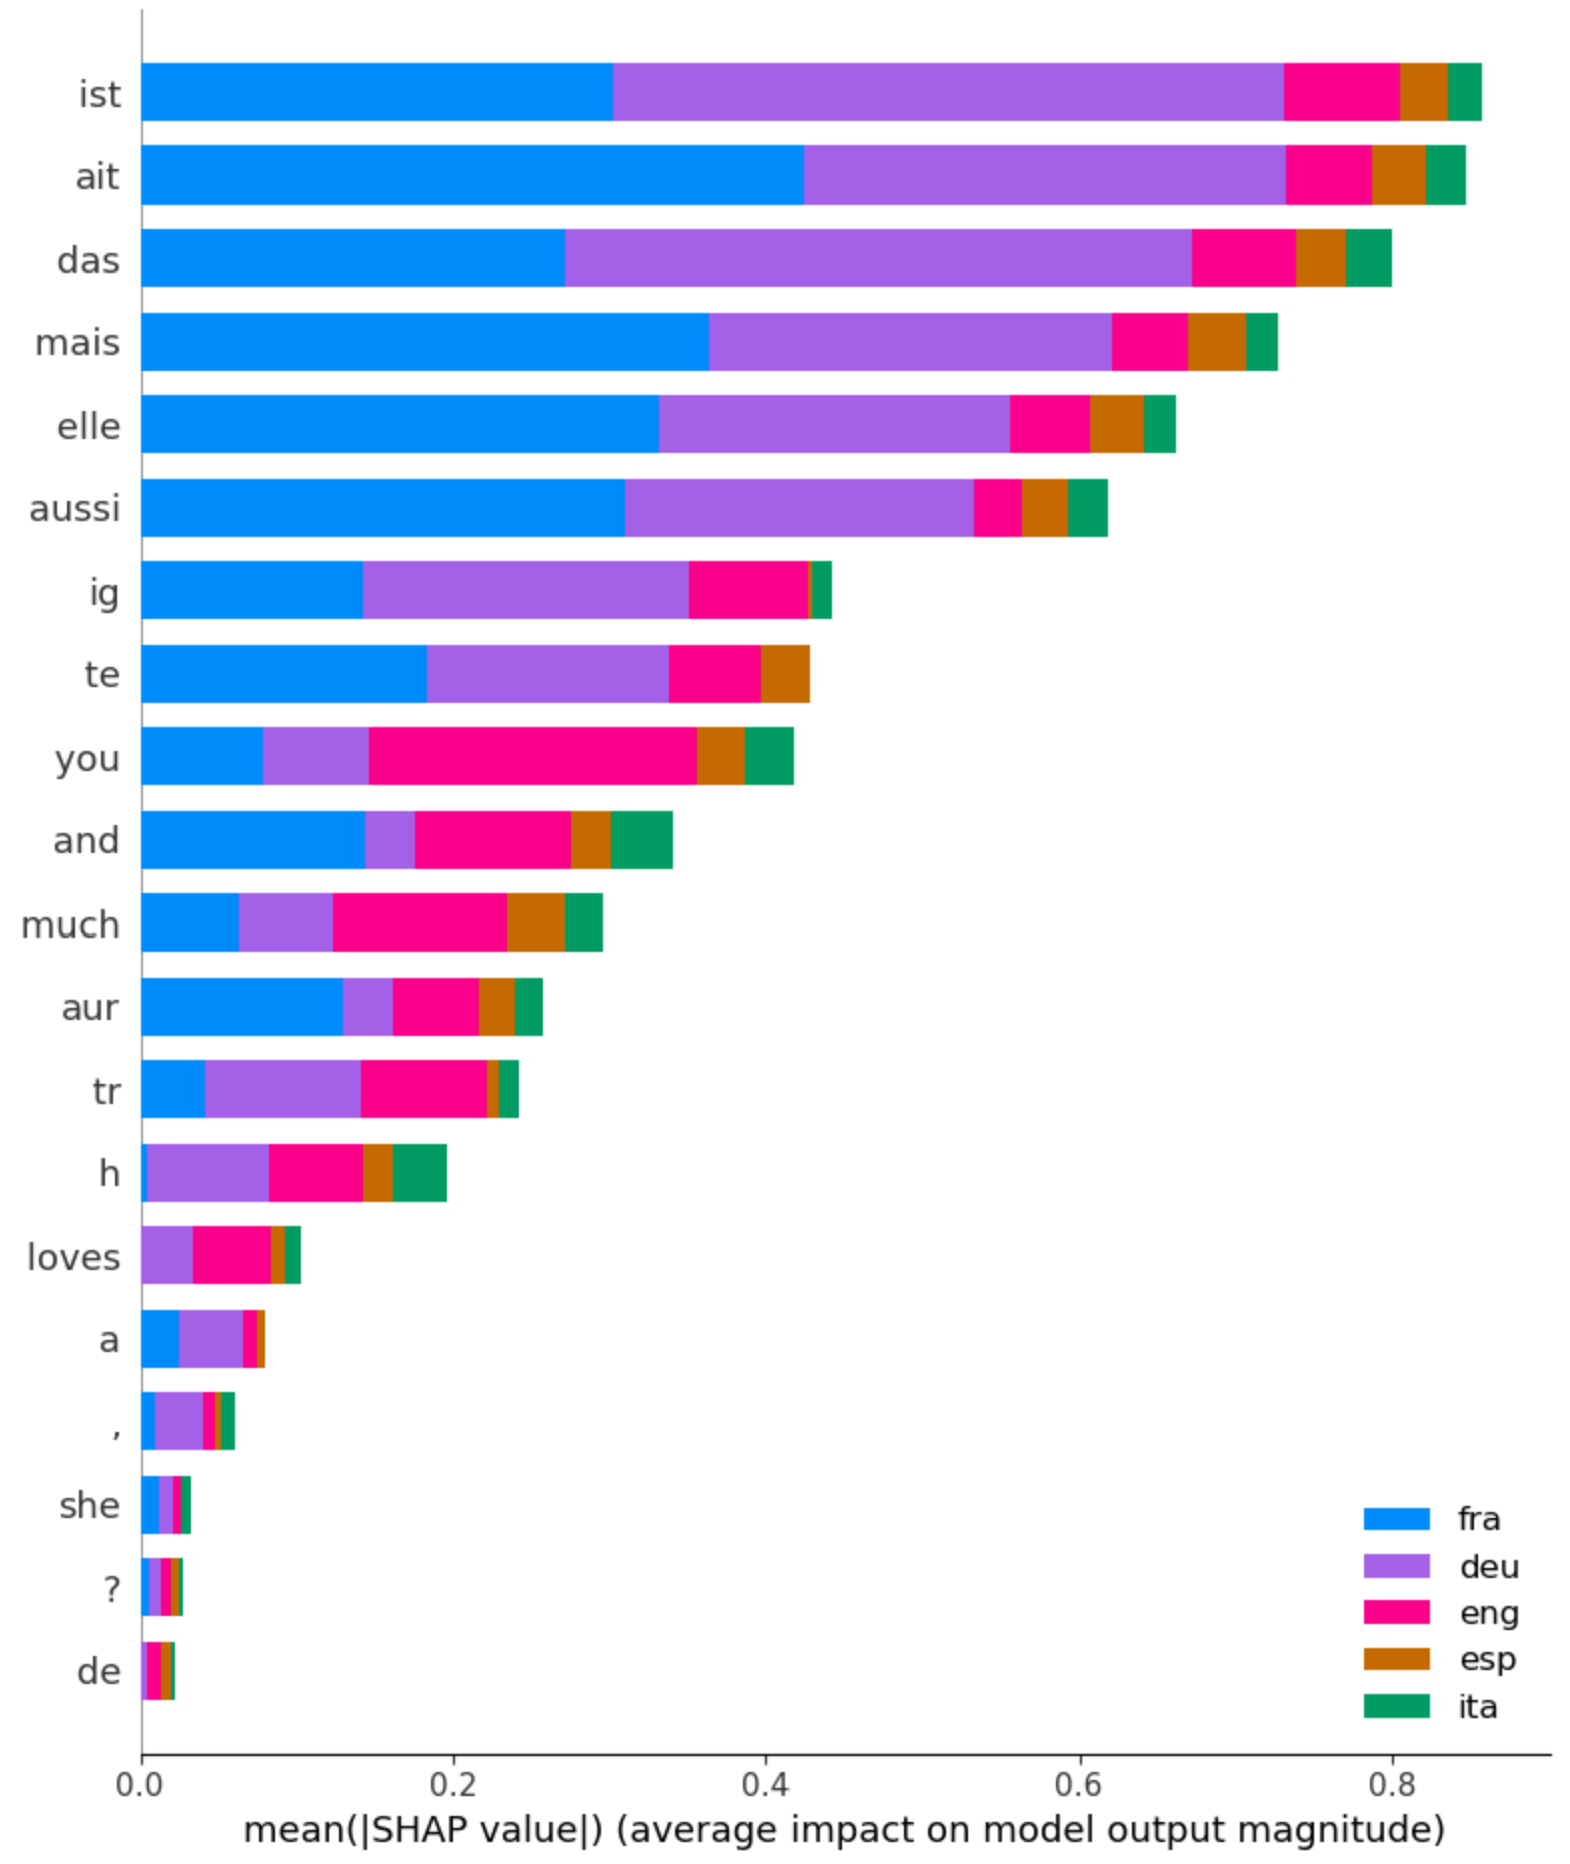 ist
ait
das
mais
elle
aussi
ig
te
you
and
much
aur
tr
h
loves
a
,
she
?
de
fra
deu
eng
esp
ita
0.0 0.2 0.4 0.6 0.8
mean(|SHAP value|) (average impact on model output magnitude)